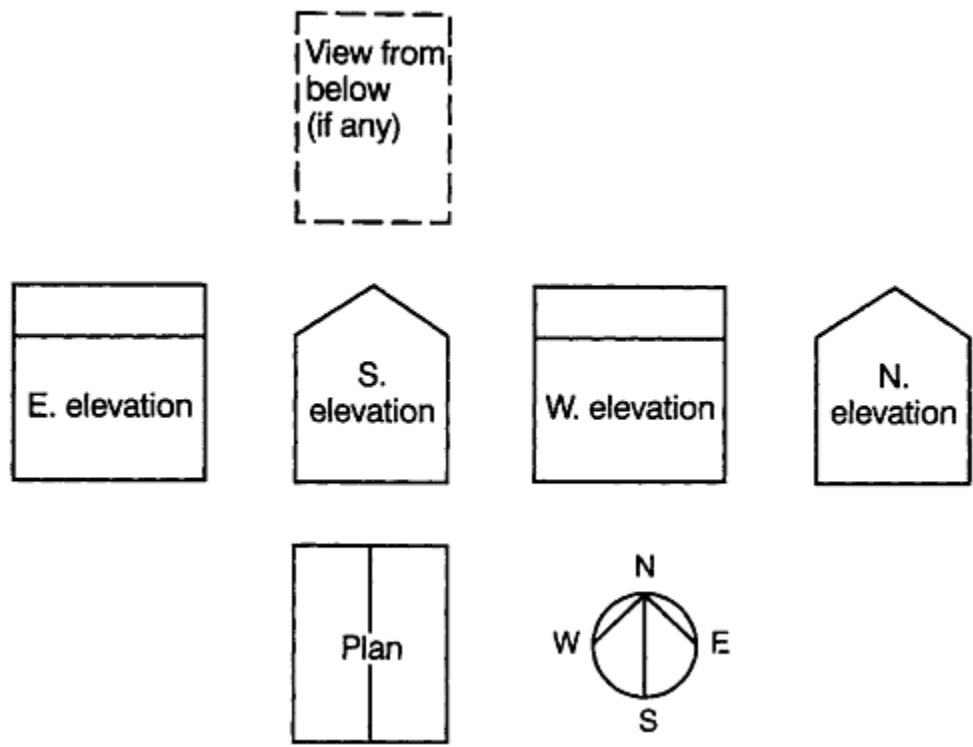 View from
below
(if any)
E. elevation
S.
elevation
W. elevation
N.
elevation
Plan
N
W
E
S